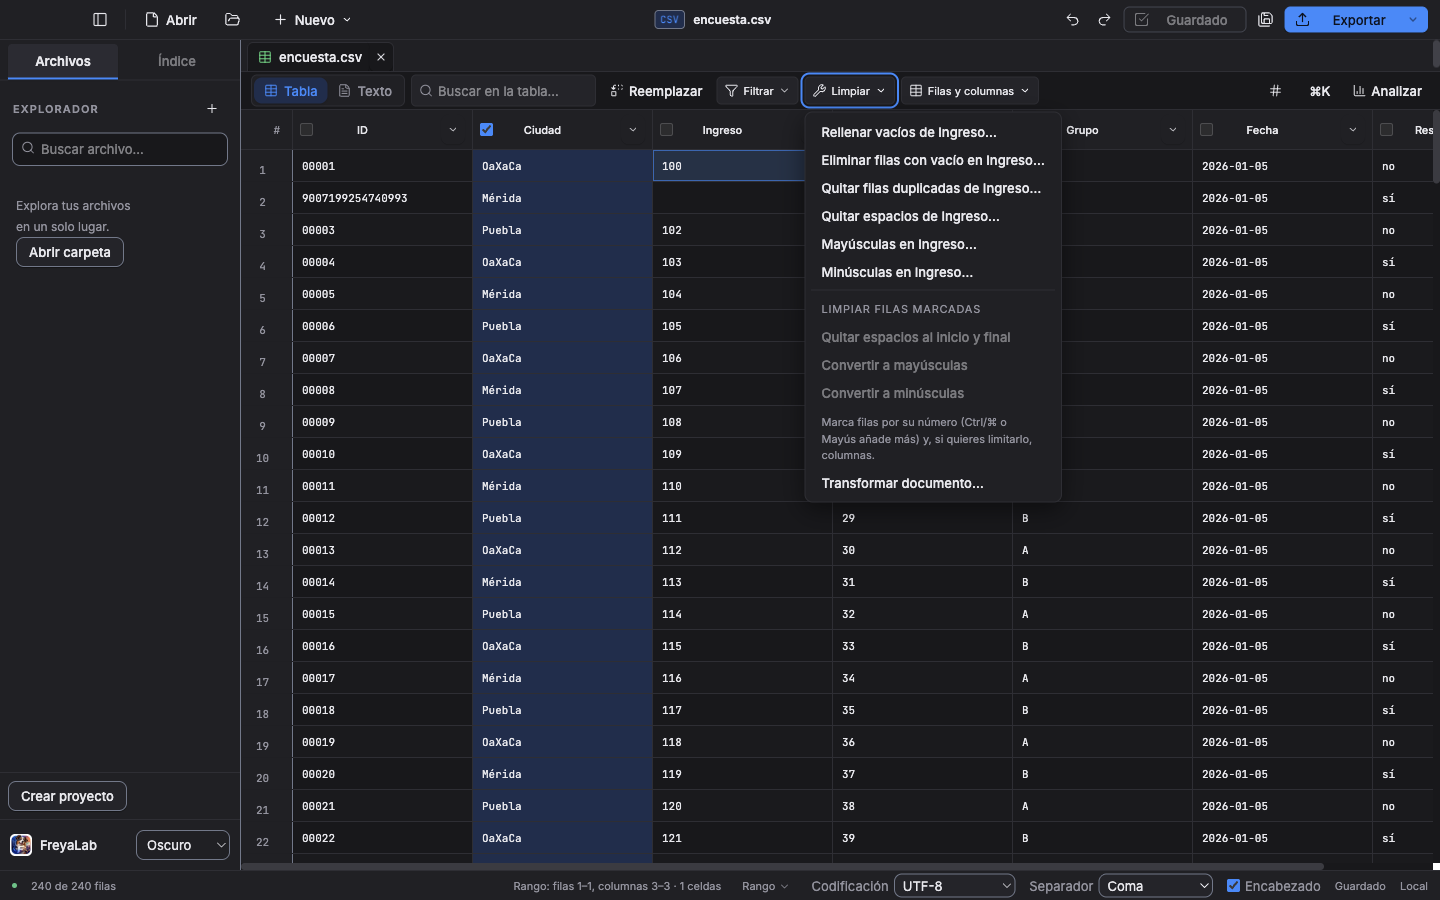 Abrir
Nuevo
CSV encuesta.csv
Guardado
Exportar
Archivos
Índice
encuesta.csv
Tabla
Texto
Buscar en la tabla...
Reemplazar
Filtrar
Limpiar
Filas y columnas
#
⌘K
Analizar
EXPLORADOR
Buscar archivo...
Explora tus archivos
en un solo lugar.
Abrir carpeta
Crear proyecto
FreyaLab
Oscuro
# ID Ciudad Ingreso Grupo Fecha Res
1 00001 OaXaCa 100 2026-01-05 no
2 9007199254740993 Mérida 2026-01-05 sí
3 00003 Puebla 102 2026-01-05 no
4 00004 OaXaCa 103 2026-01-05 sí
5 00005 Mérida 104 2026-01-05 no
6 00006 Puebla 105 2026-01-05 sí
7 00007 OaXaCa 106 2026-01-05 no
8 00008 Mérida 107 2026-01-05 sí
9 00009 Puebla 108 2026-01-05 no
10 00010 OaXaCa 109 2026-01-05 sí
11 00011 Mérida 110 2026-01-05 no
12 00012 Puebla 111 29 B 2026-01-05 sí
13 00013 OaXaCa 112 30 A 2026-01-05 no
14 00014 Mérida 113 31 B 2026-01-05 sí
15 00015 Puebla 114 32 A 2026-01-05 no
16 00016 OaXaCa 115 33 B 2026-01-05 sí
17 00017 Mérida 116 34 A 2026-01-05 no
18 00018 Puebla 117 35 B 2026-01-05 sí
19 00019 OaXaCa 118 36 A 2026-01-05 no
20 00020 Mérida 119 37 B 2026-01-05 sí
21 00021 Puebla 120 38 A 2026-01-05 no
22 00022 OaXaCa 121 39 B 2026-01-05 sí
Rellenar vacíos de Ingreso...
Eliminar filas con vacío en Ingreso...
Quitar filas duplicadas de Ingreso...
Quitar espacios de Ingreso...
Mayúsculas en Ingreso...
Minúsculas en Ingreso...
LIMPIAR FILAS MARCADAS
Quitar espacios al inicio y final
Convertir a mayúsculas
Convertir a minúsculas
Marca filas por su número (Ctrl/⌘ o
Mayús añade más) y, si quieres limitarlo,
columnas.
Transformar documento...
240 de 240 filas
Rango: filas 1–1, columnas 3–3 · 1 celdas
Rango
Codificación UTF-8
Separador Coma
Encabezado
Guardado
Local